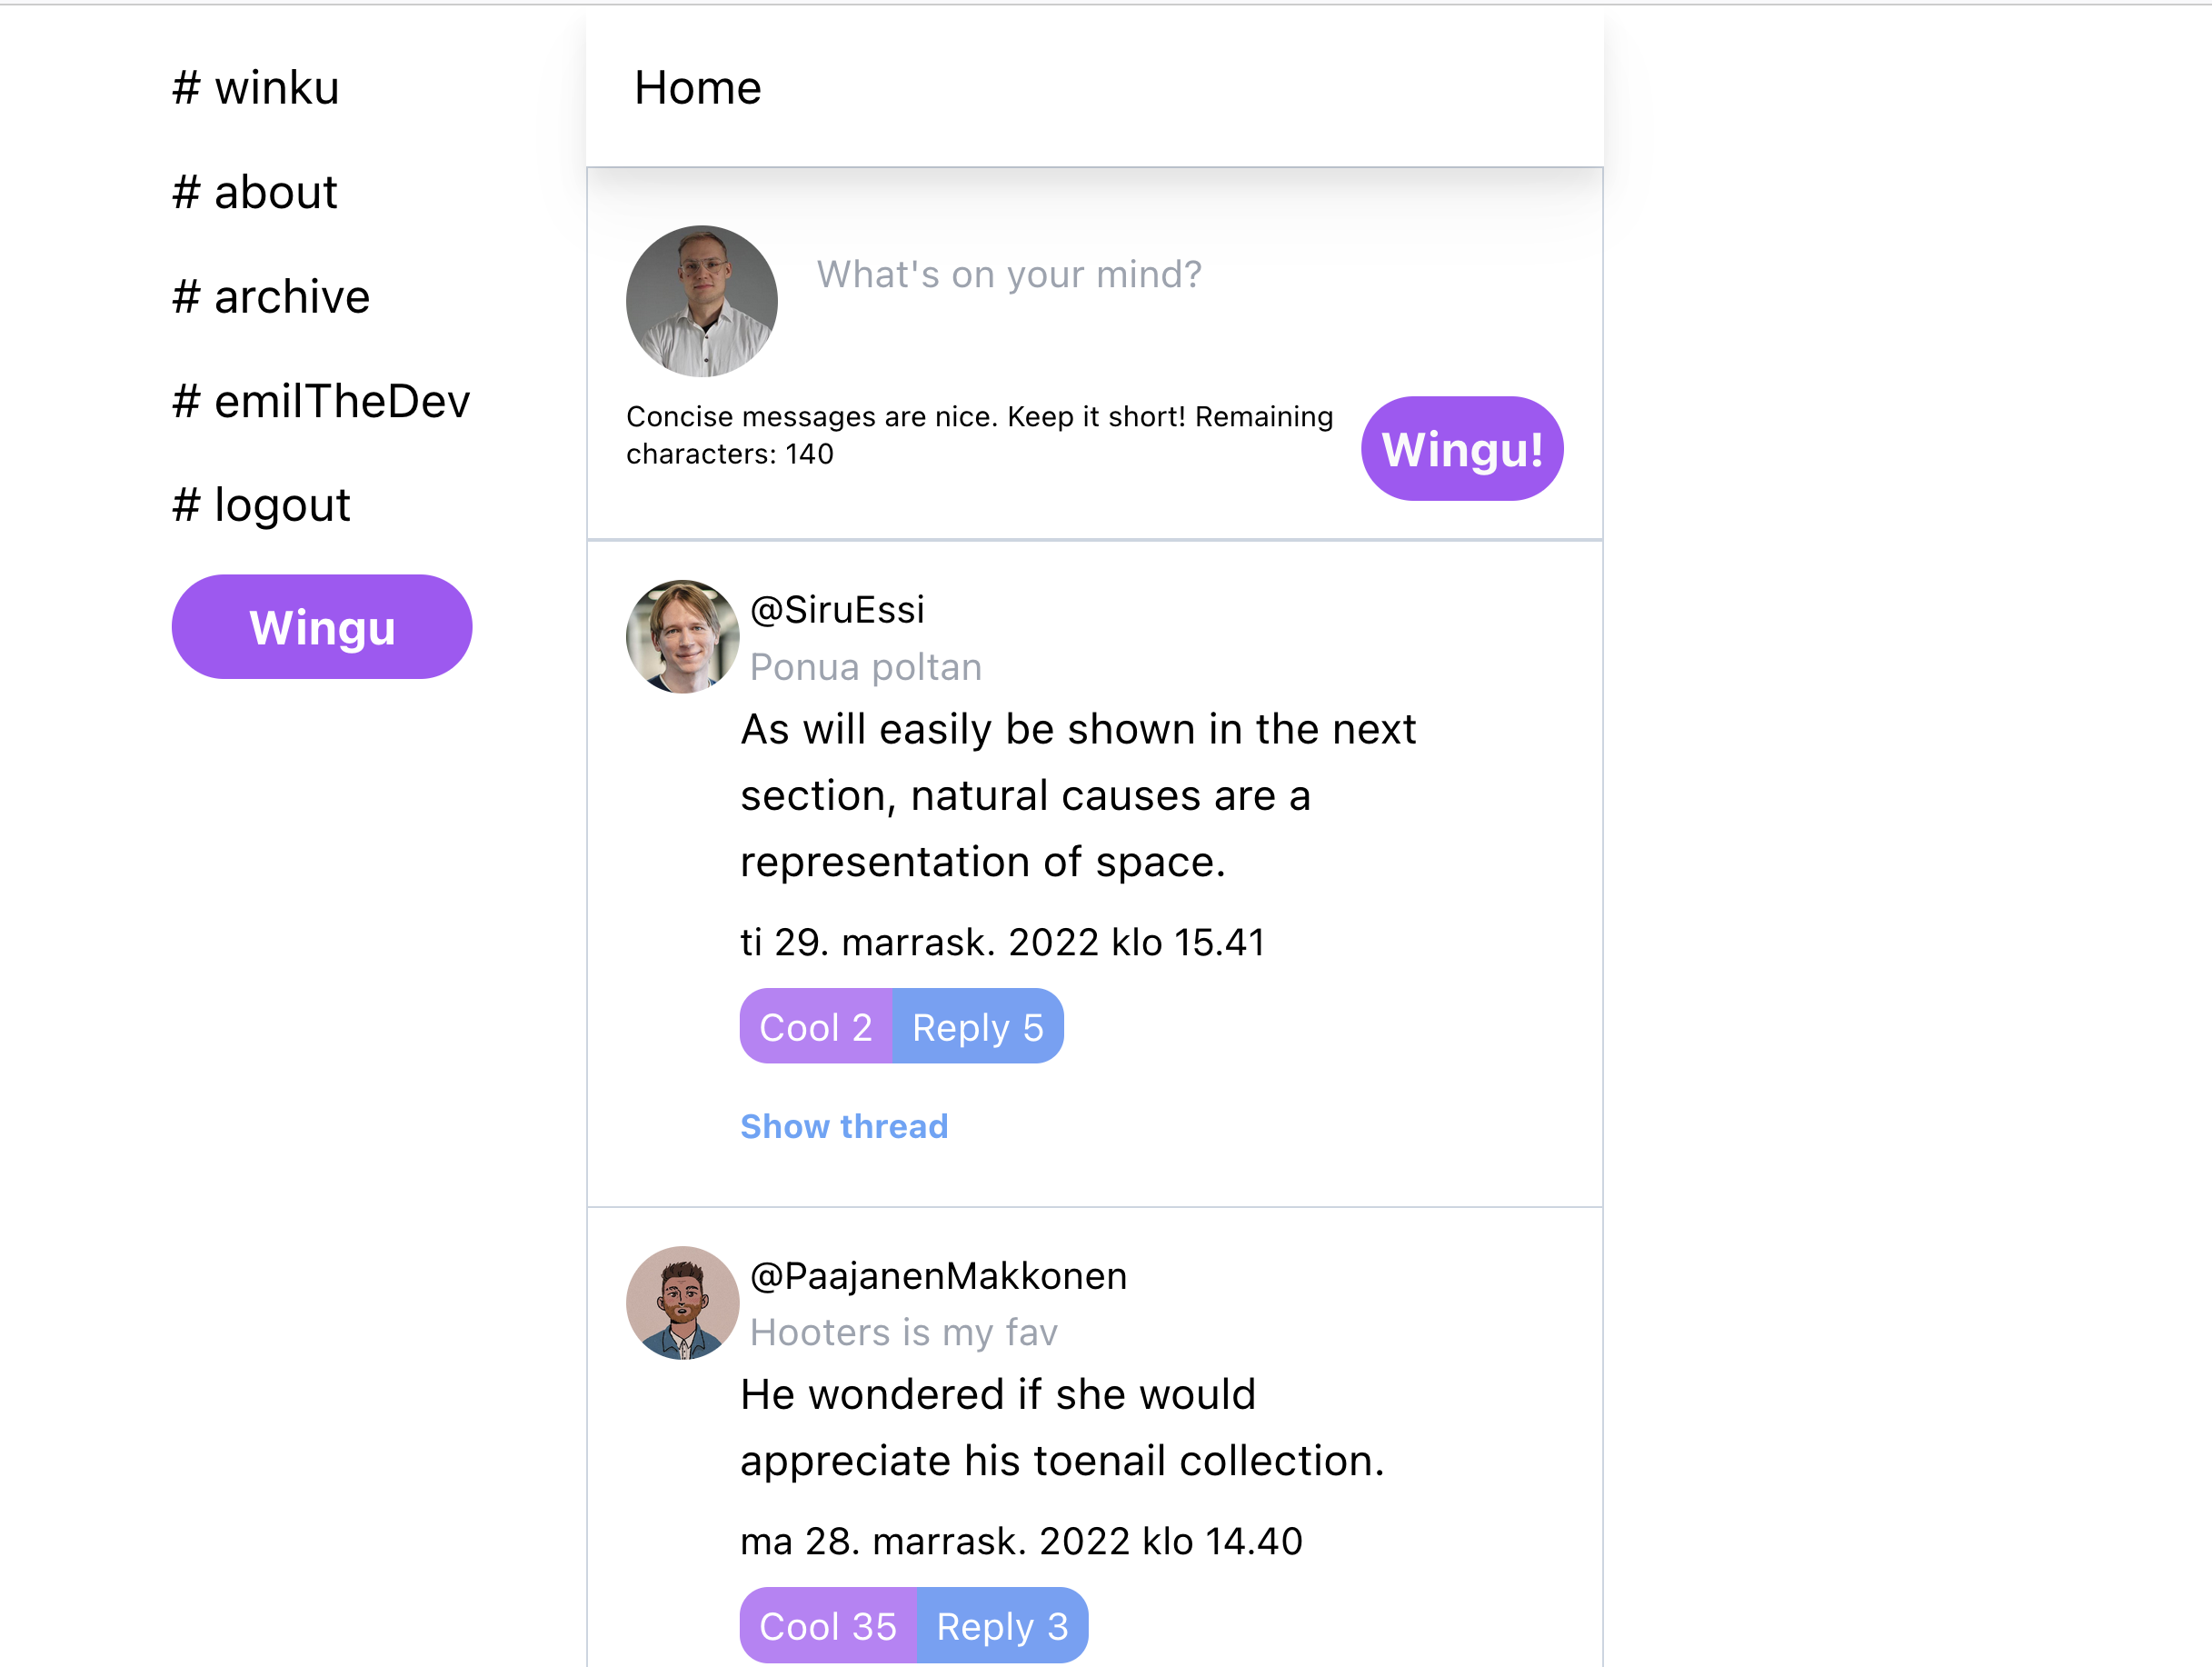 # winku
# about
# archive
# emilTheDev
# logout
Wingu
Home
What's on your mind?
Concise messages are nice. Keep it short! Remaining
characters: 140
Wingu!
@SiruEssi
Ponua poltan
As will easily be shown in the next
section, natural causes are a
representation of space.
ti 29. marrask. 2022 klo 15.41
Cool 2 Reply 5
Show thread
@PaajanenMakkonen
Hooters is my fav
He wondered if she would
appreciate his toenail collection.
ma 28. marrask. 2022 klo 14.40
Cool 35 Reply 3